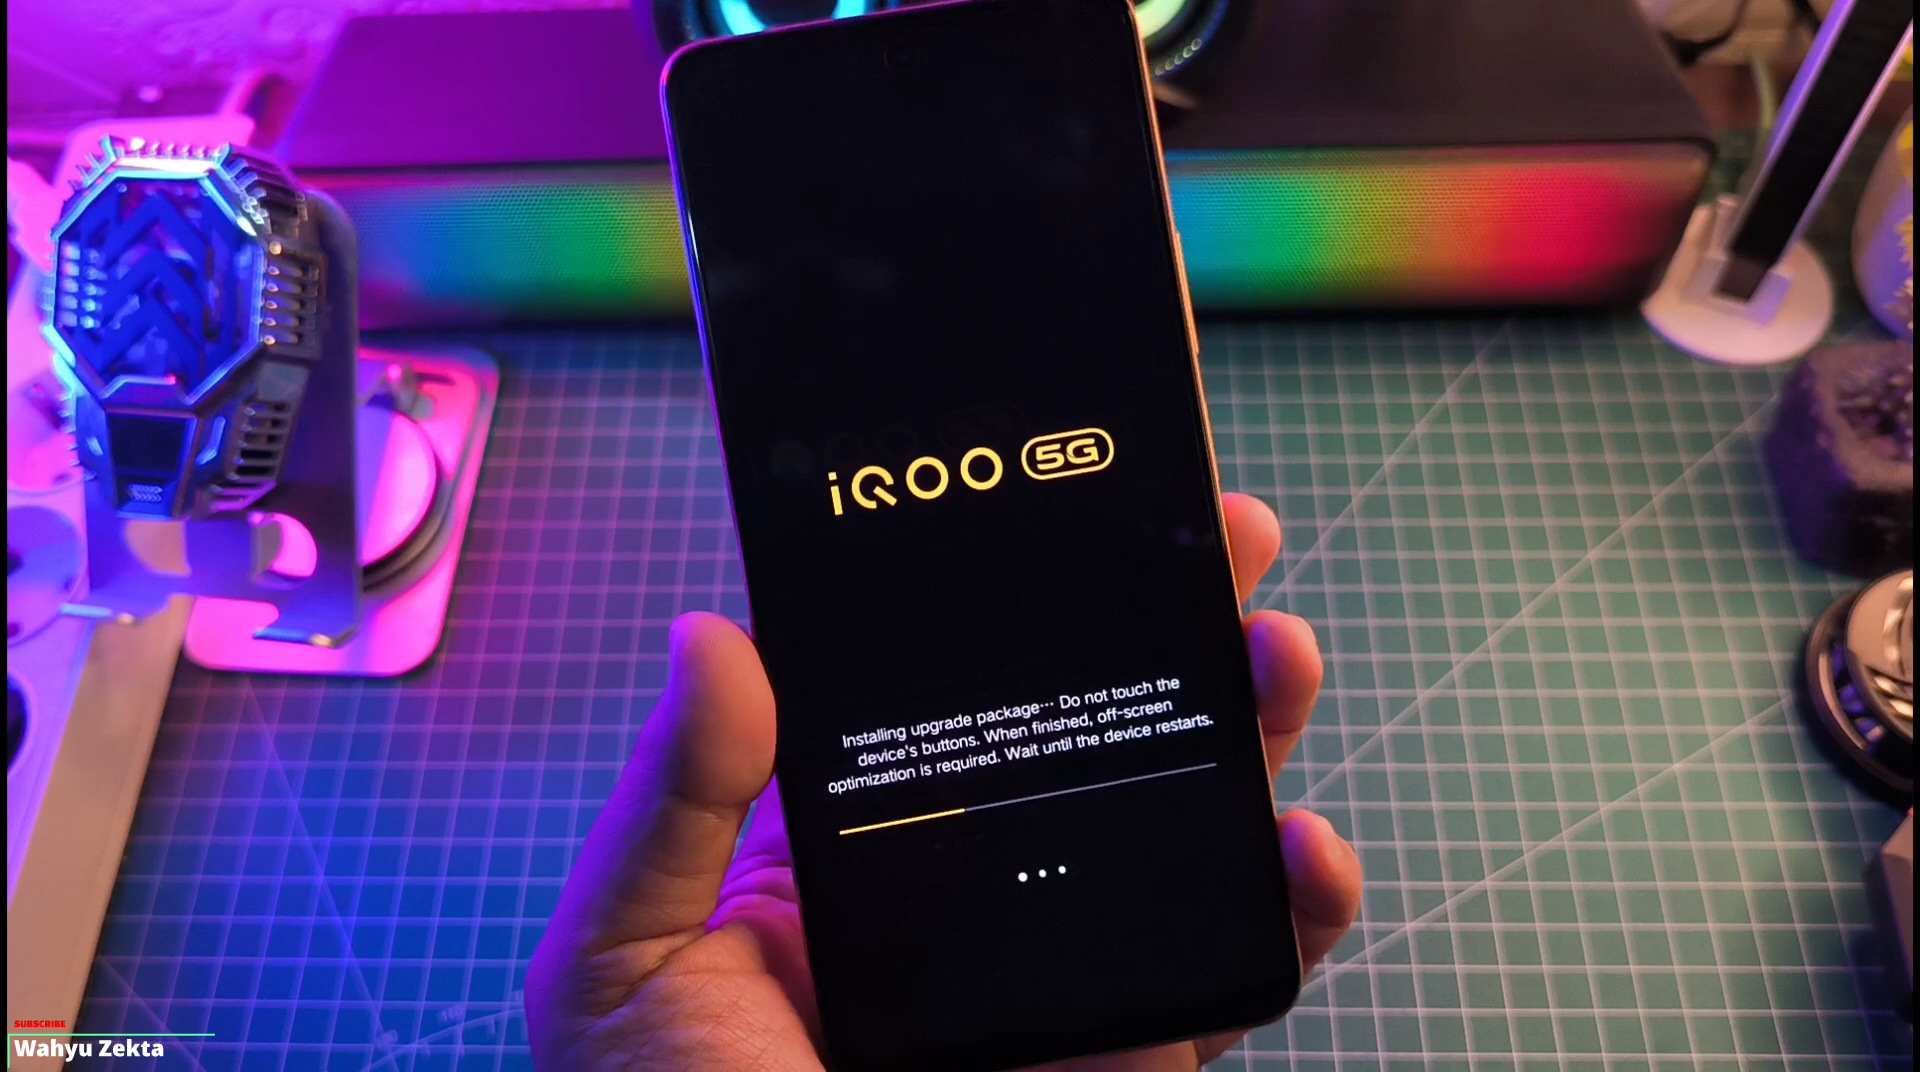 iQOO 5G
Installing upgrade package··· Do not touch the
device's buttons. When finished, off-screen
optimization is required. Wait until the device restarts.
SUBSCRIBE
Wahyu Zekta